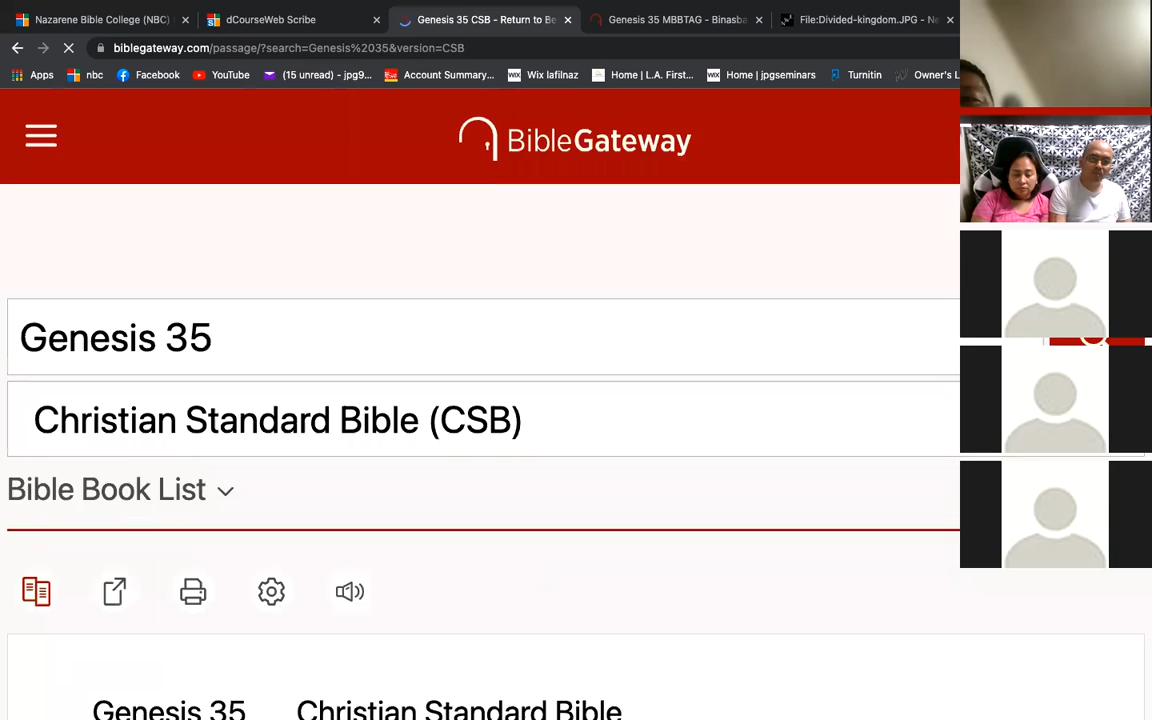 Nazarene Bible College (NBC)
dCourseWeb Scribe
Genesis 35 CSB - Return to Be
Genesis 35 MBBTAG - Binasba
File:Divided-kingdom.JPG - Ne
biblegateway.com/passage/?search=Genesis%2035&version=CSB
Apps
nbc
Facebook
YouTube
(15 unread) - jpg9...
Account Summary...
WIX Wix lafilnaz
Home | L.A. First...
WIX Home | jpgseminars
Turnitin
Owner's L
BibleGateway
Genesis 35
Christian Standard Bible (CSB)
Bible Book List
Genesis 35 Christian Standard Bible